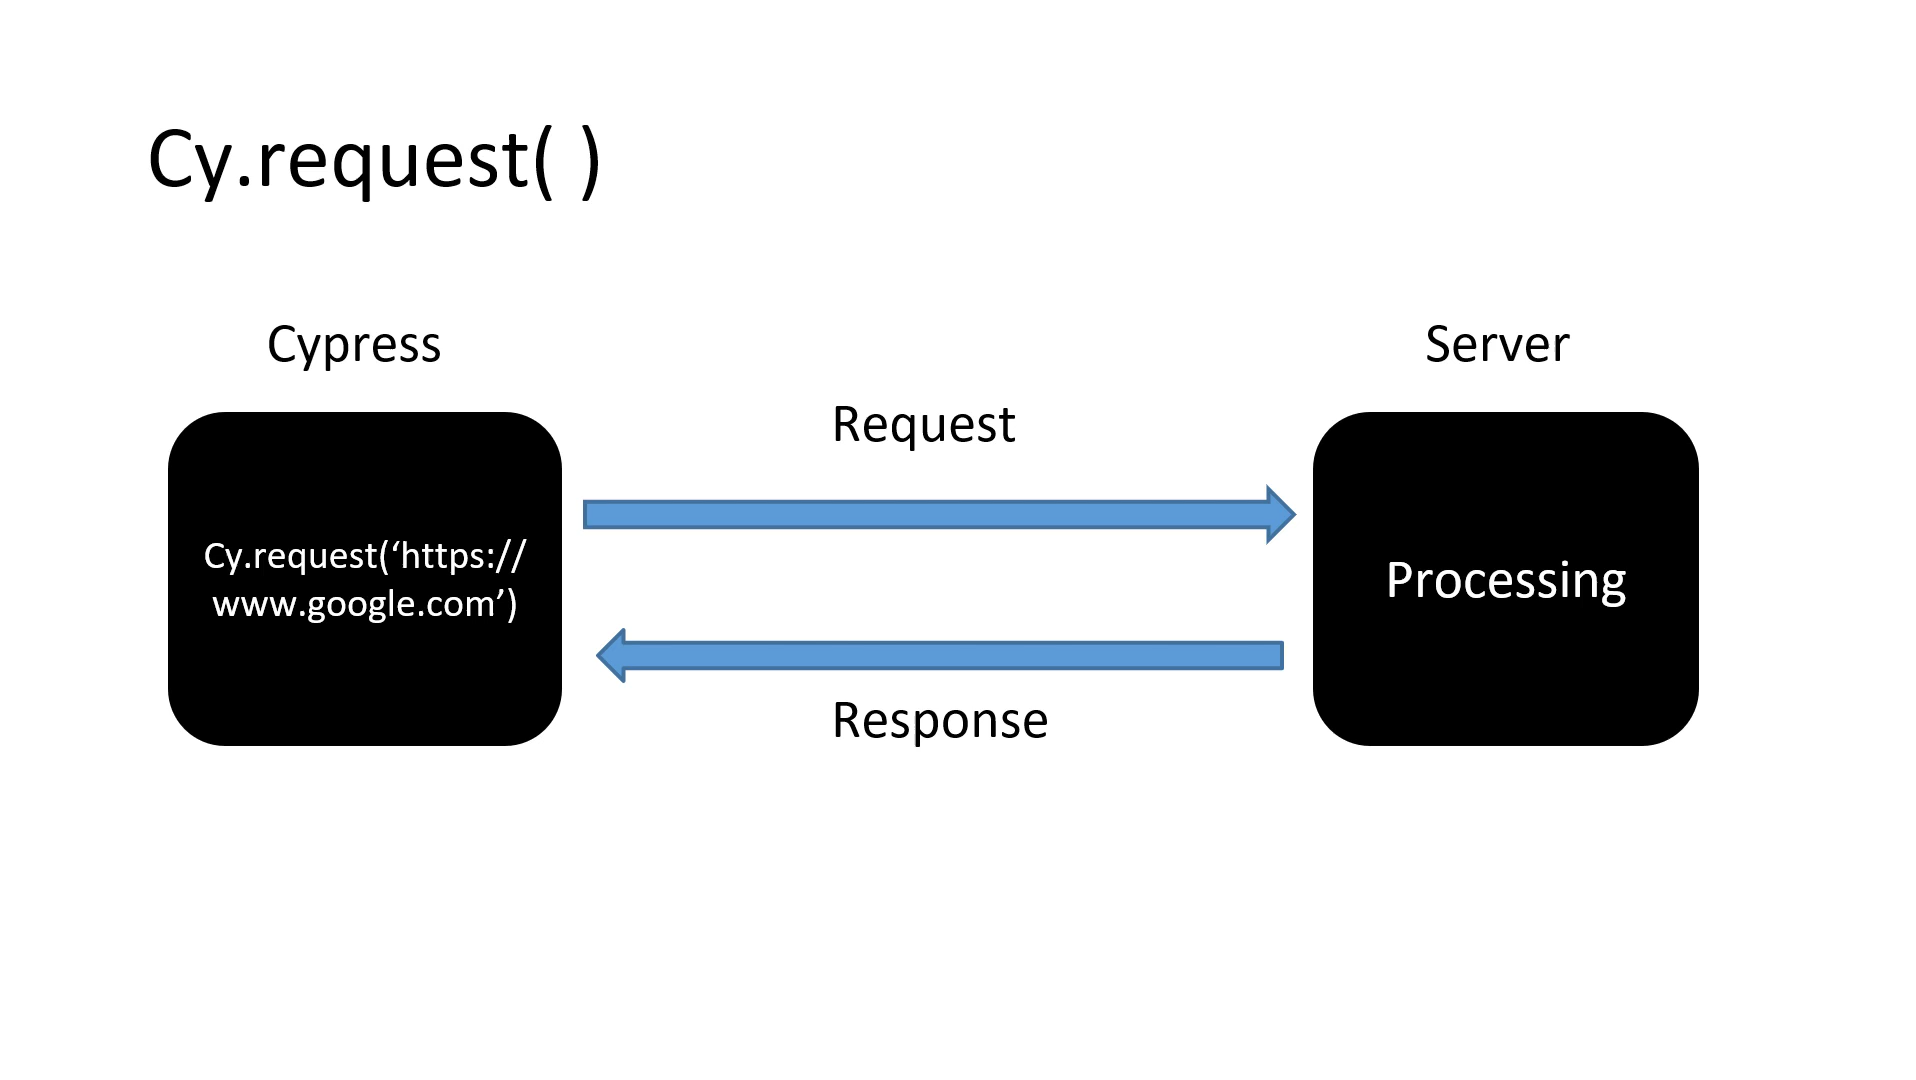 Cy.request( )
Cypress
Server
Request
Cy.request(‘https://
www.google.com’)
Processing
Response